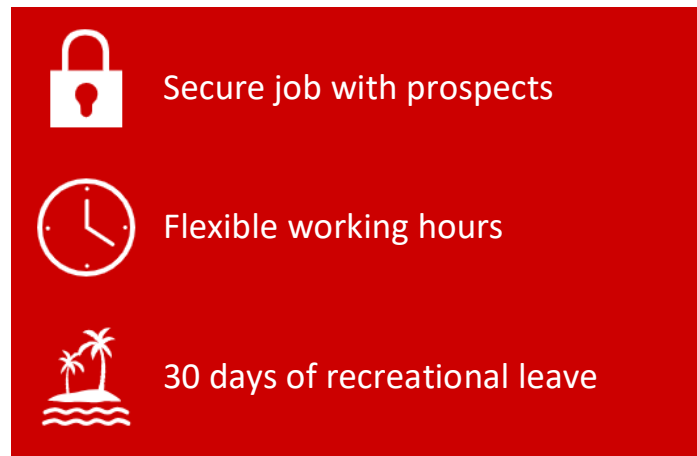 Secure job with prospects
Flexible working hours
30 days of recreational leave